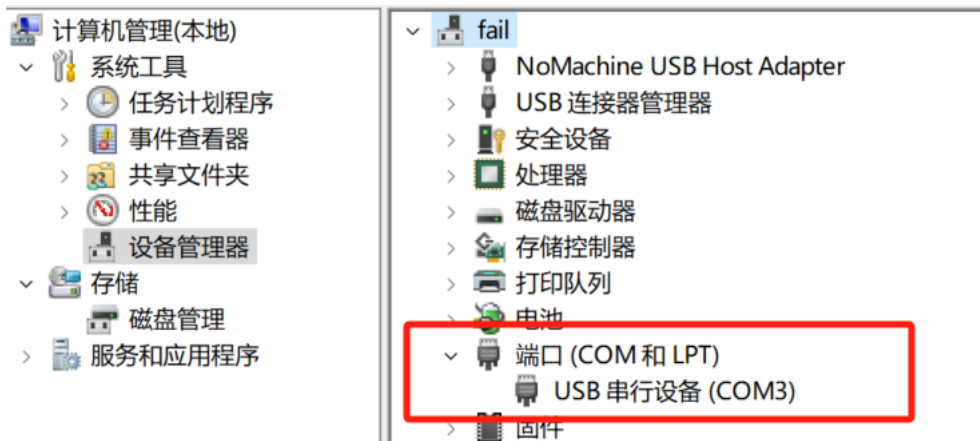 计算机管理(本地)
系统工具
任务计划程序
事件查看器
共享文件夹
性能
设备管理器
存储
磁盘管理
服务和应用程序
fail
NoMachine USB Host Adapter
USB 连接器管理器
安全设备
处理器
磁盘驱动器
存储控制器
打印队列
电池
端口 (COM 和 LPT)
USB 串行设备 (COM3)
固件